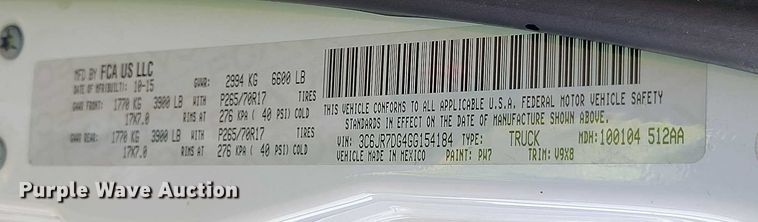 MFD BY FCA US LLC
DATE OF MFR(BUILT): 10-15 GVWR: 2994 KG 6600 LB
GAWR FRONT: 1770 KG 3900 LB WITH P265/70R17 TIRES
17X7.0 RIMS AT 276 KPA ( 40 PSI) COLD
GAWR REAR: 1770 KG 3900 LB WITH P265/70R17 TIRES
17X7.0 RIMS AT 276 KPA ( 40 PSI) COLD
THIS VEHICLE CONFORMS TO ALL APPLICABLE U.S.A. FEDERAL MOTOR VEHICLE SAFETY
STANDARDS IN EFFECT ON THE DATE OF MANUFACTURE SHOWN ABOVE.
VIN: 3C6JR7DG4GG154184 TYPE: TRUCK MDH:100104 512AA
VEHICLE MADE IN MEXICO PAINT: PW7 TRIM: V9X8
Purple Wave Auction